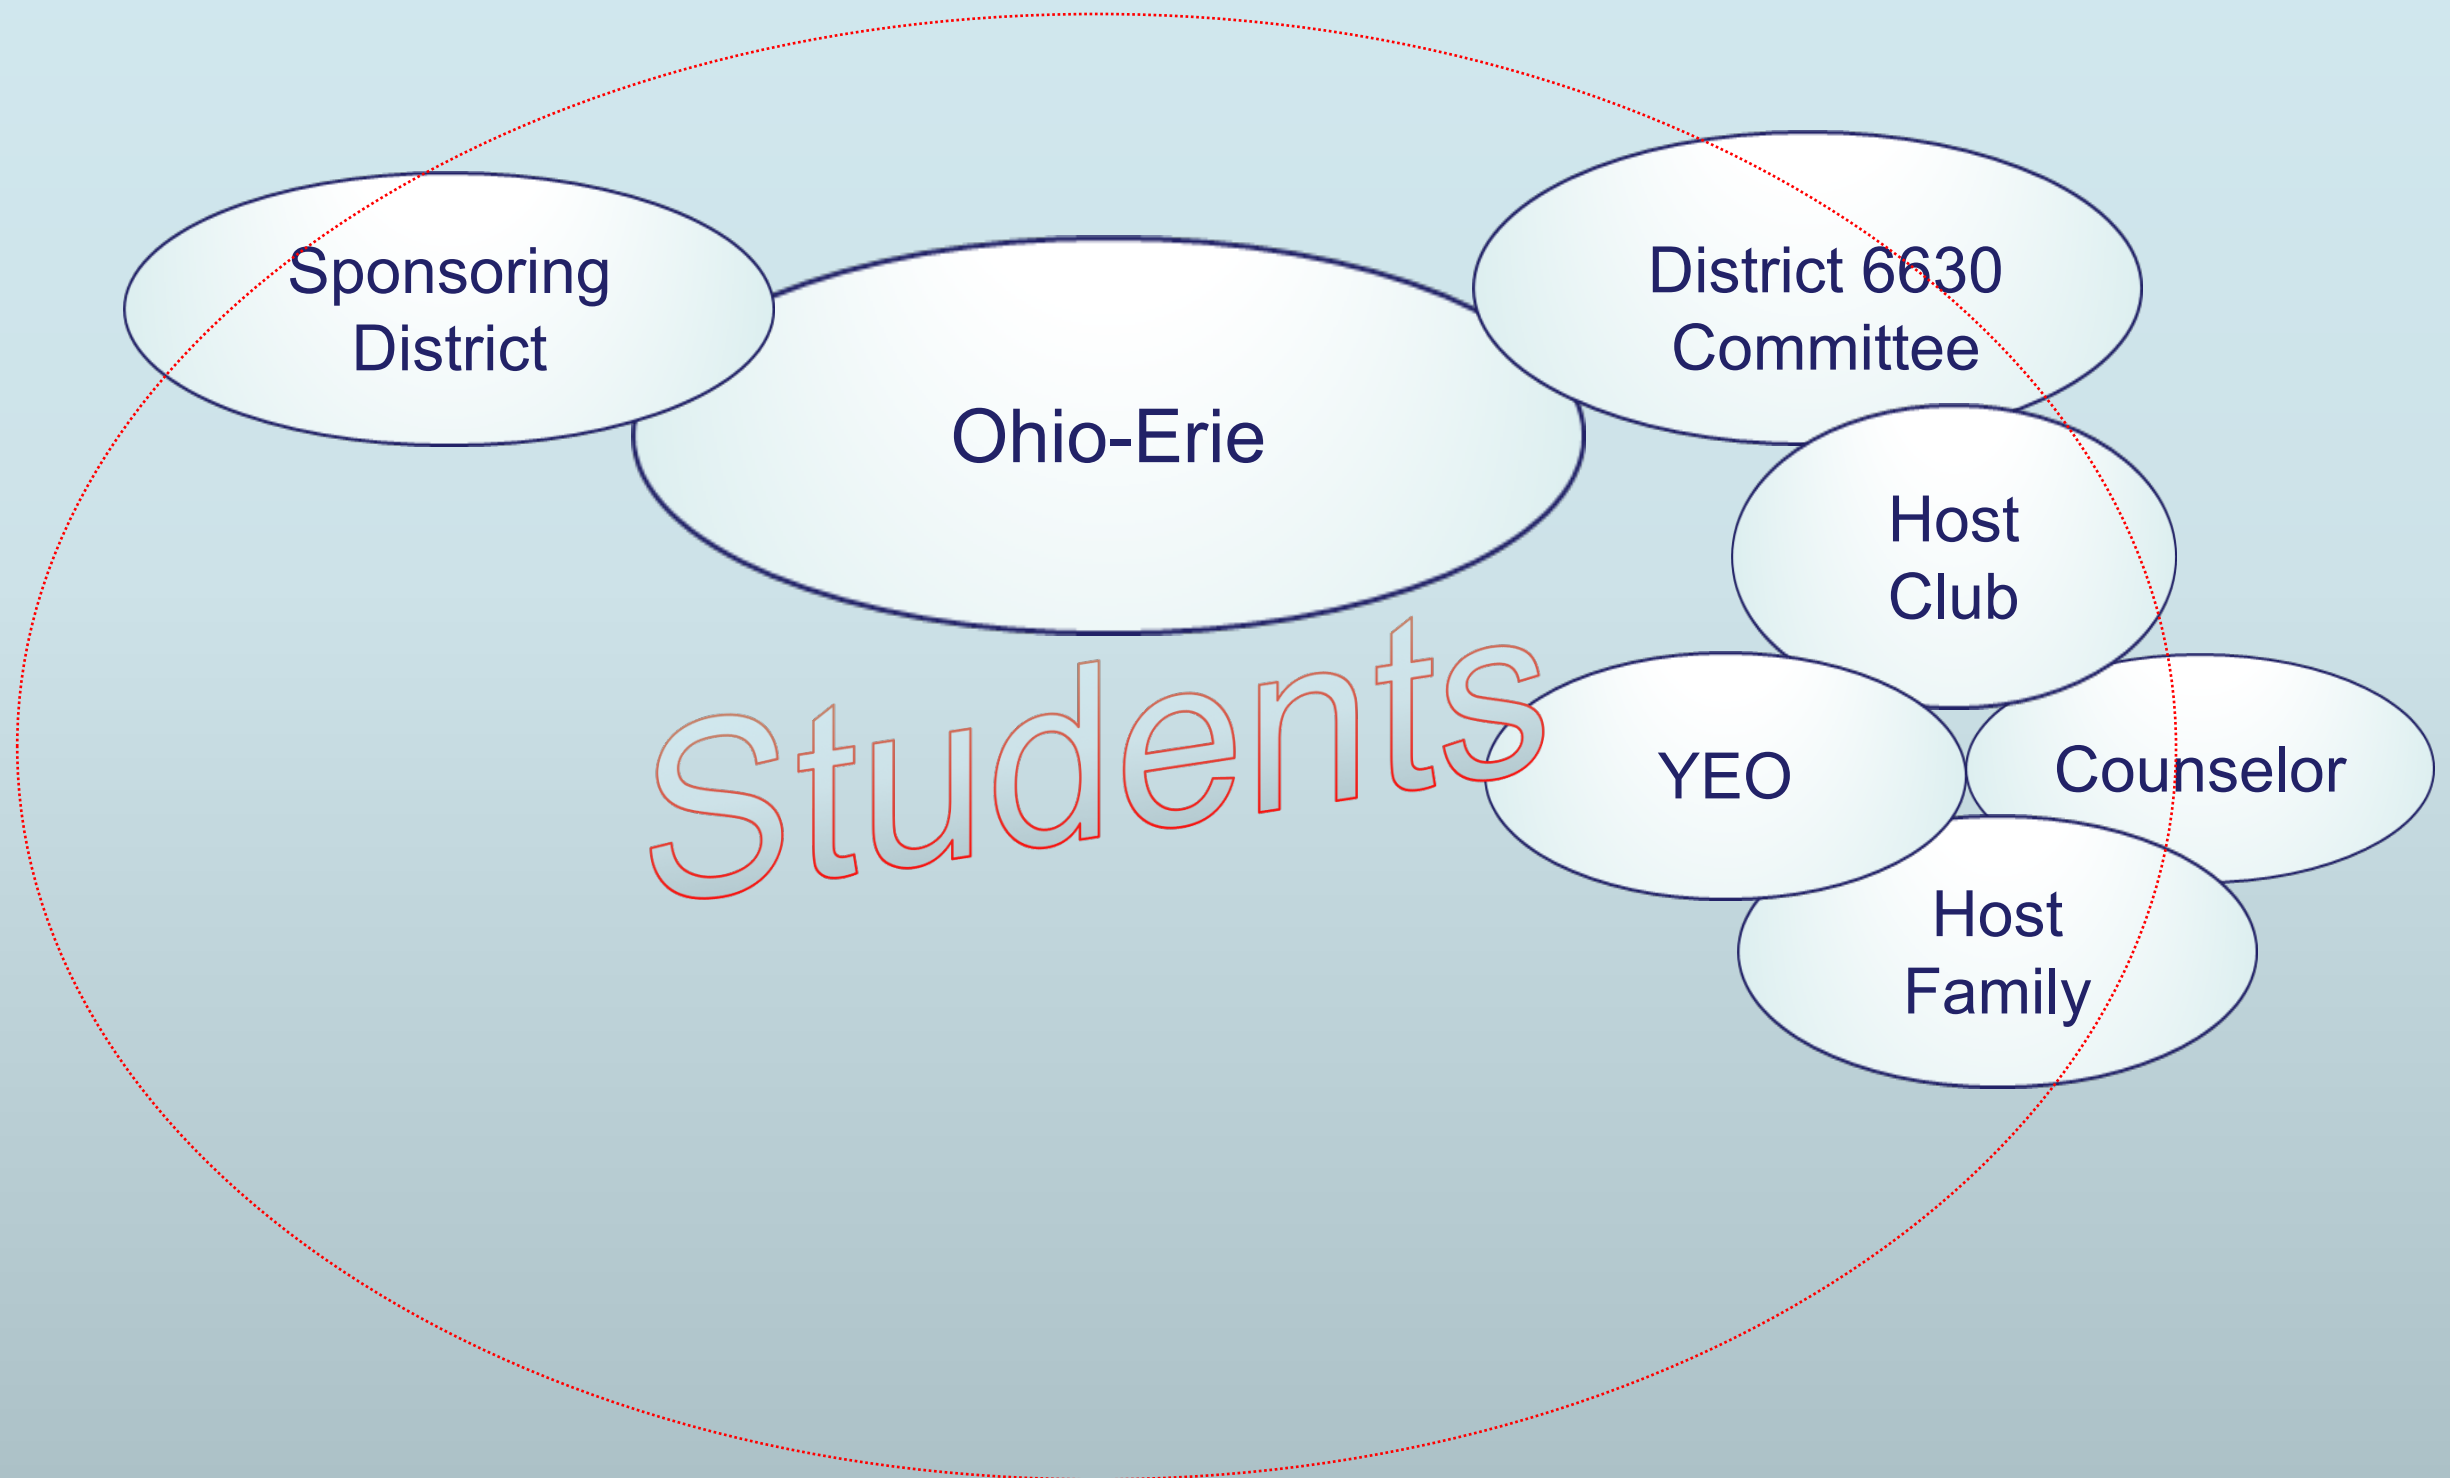 Sponsoring
District
Ohio-Erie
District 6630
Committee
Host
Club
Students
YEO
Counselor
Host
Family